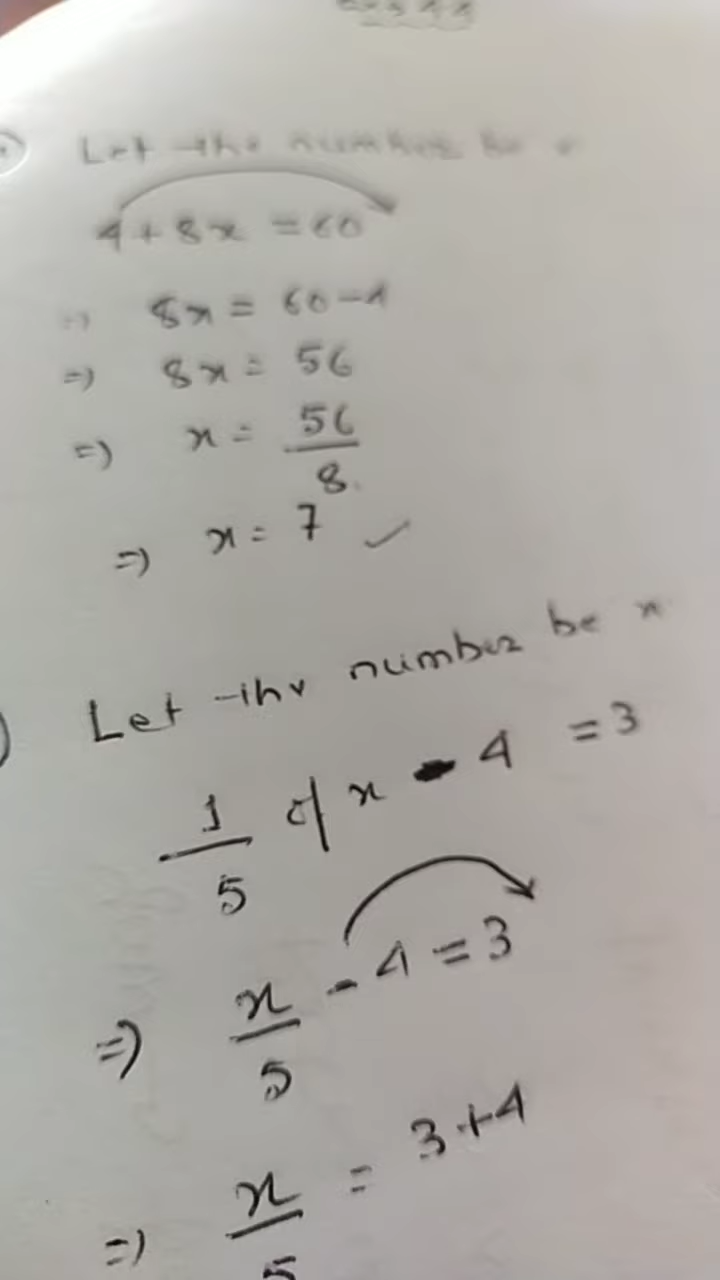 Let the number be x
4 + 8x = 60
=) 8x = 60 - 4
=) 8x = 56
=) x = 56/8
=) x = 7 ✓
Let the number be x
1/5 of x - 4 = 3
=) x/5 - 4 = 3
=) x/5 = 3 + 4